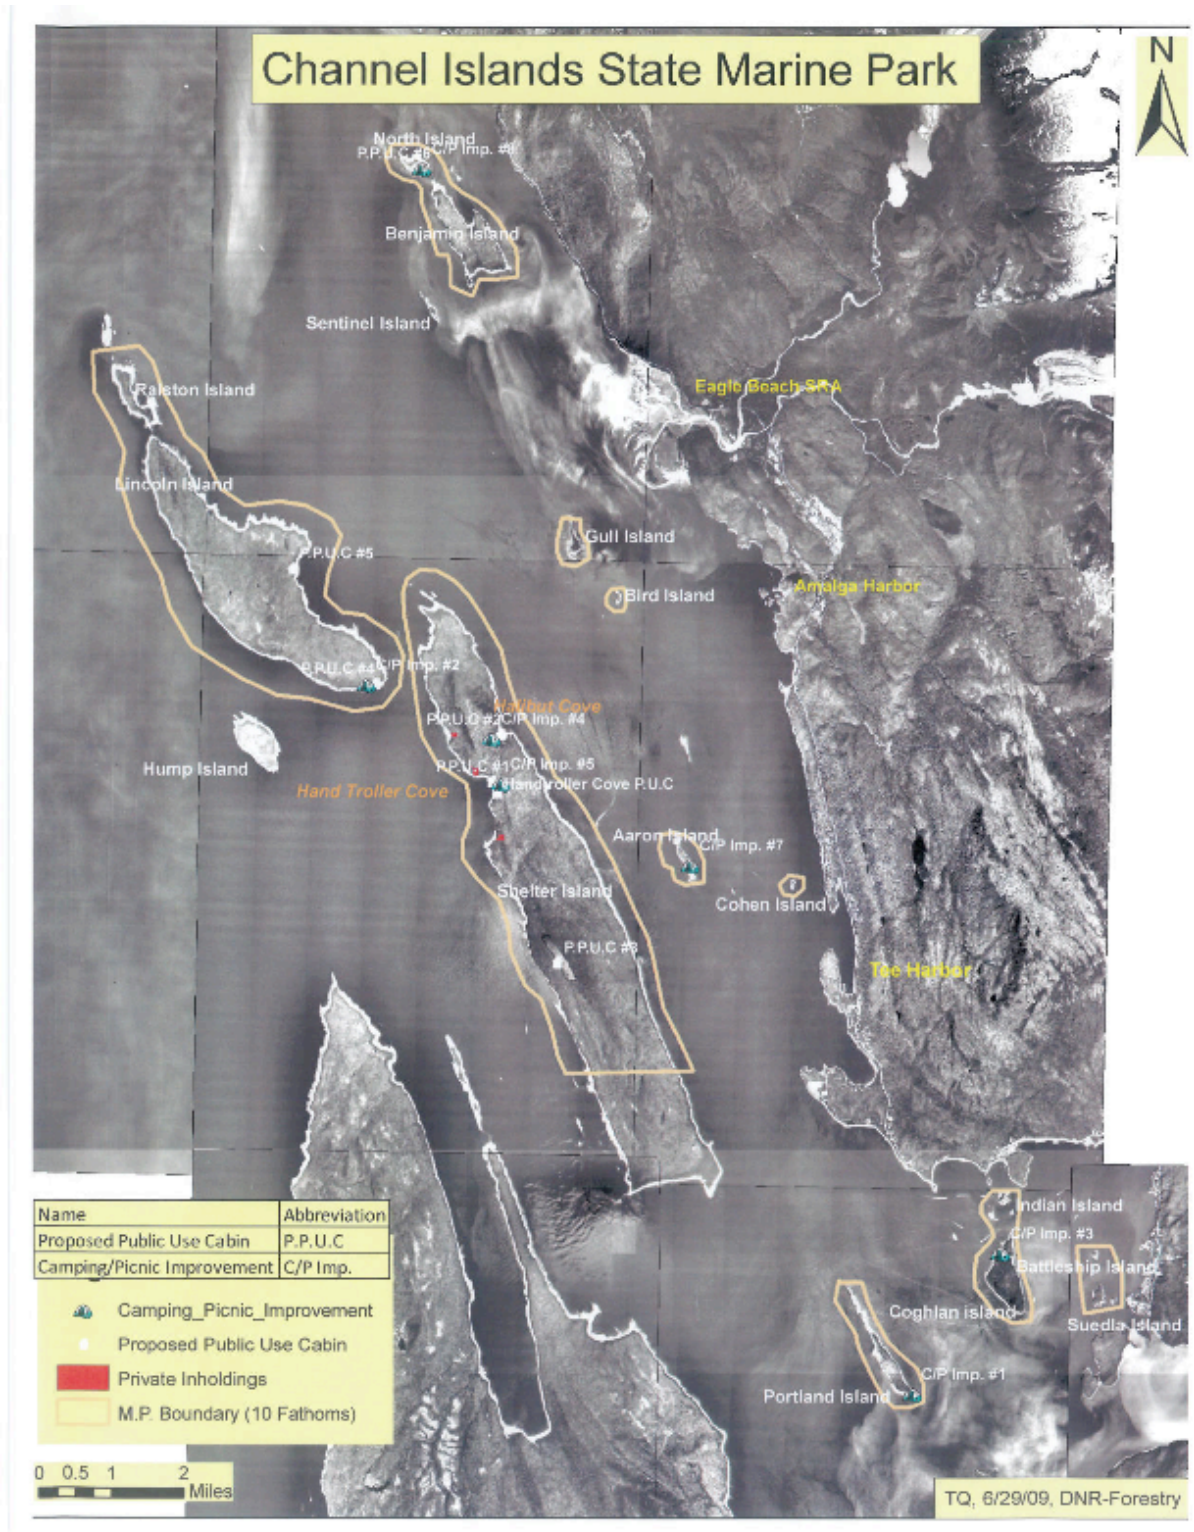 Channel Islands State Marine Park
N
North Island
P.P.U.C #6 C/P Imp. #8
Benjamin Island
Sentinel Island
Ralston Island
Eagle Beach SRA
Lincoln Island
Gull Island
P.P.U.C #5
Amalga Harbor
Bird Island
P.P.U.C #4 C/P Imp. #2
Halibut Cove
P.P.U.C #2 C/P Imp. #4
Hump Island
P.P.U.C #1 C/P Imp. #5
Hand Troller Cove
Handtroller Cove P.U.C
Aaron Island
C/P Imp. #7
Shelter Island
Cohen Island
P.P.U.C #3
Tee Harbor
Indian Island
C/P Imp. #3
Battleship Island
Coghlan island
Suedla Island
C/P Imp. #1
Portland Island
Name Abbreviation
Proposed Public Use Cabin P.P.U.C
Camping/Picnic Improvement C/P Imp.
Camping_Picnic_Improvement
Proposed Public Use Cabin
Private Inholdings
M.P. Boundary (10 Fathoms)
0 0.5 1 2
Miles
TQ, 6/29/09, DNR-Forestry